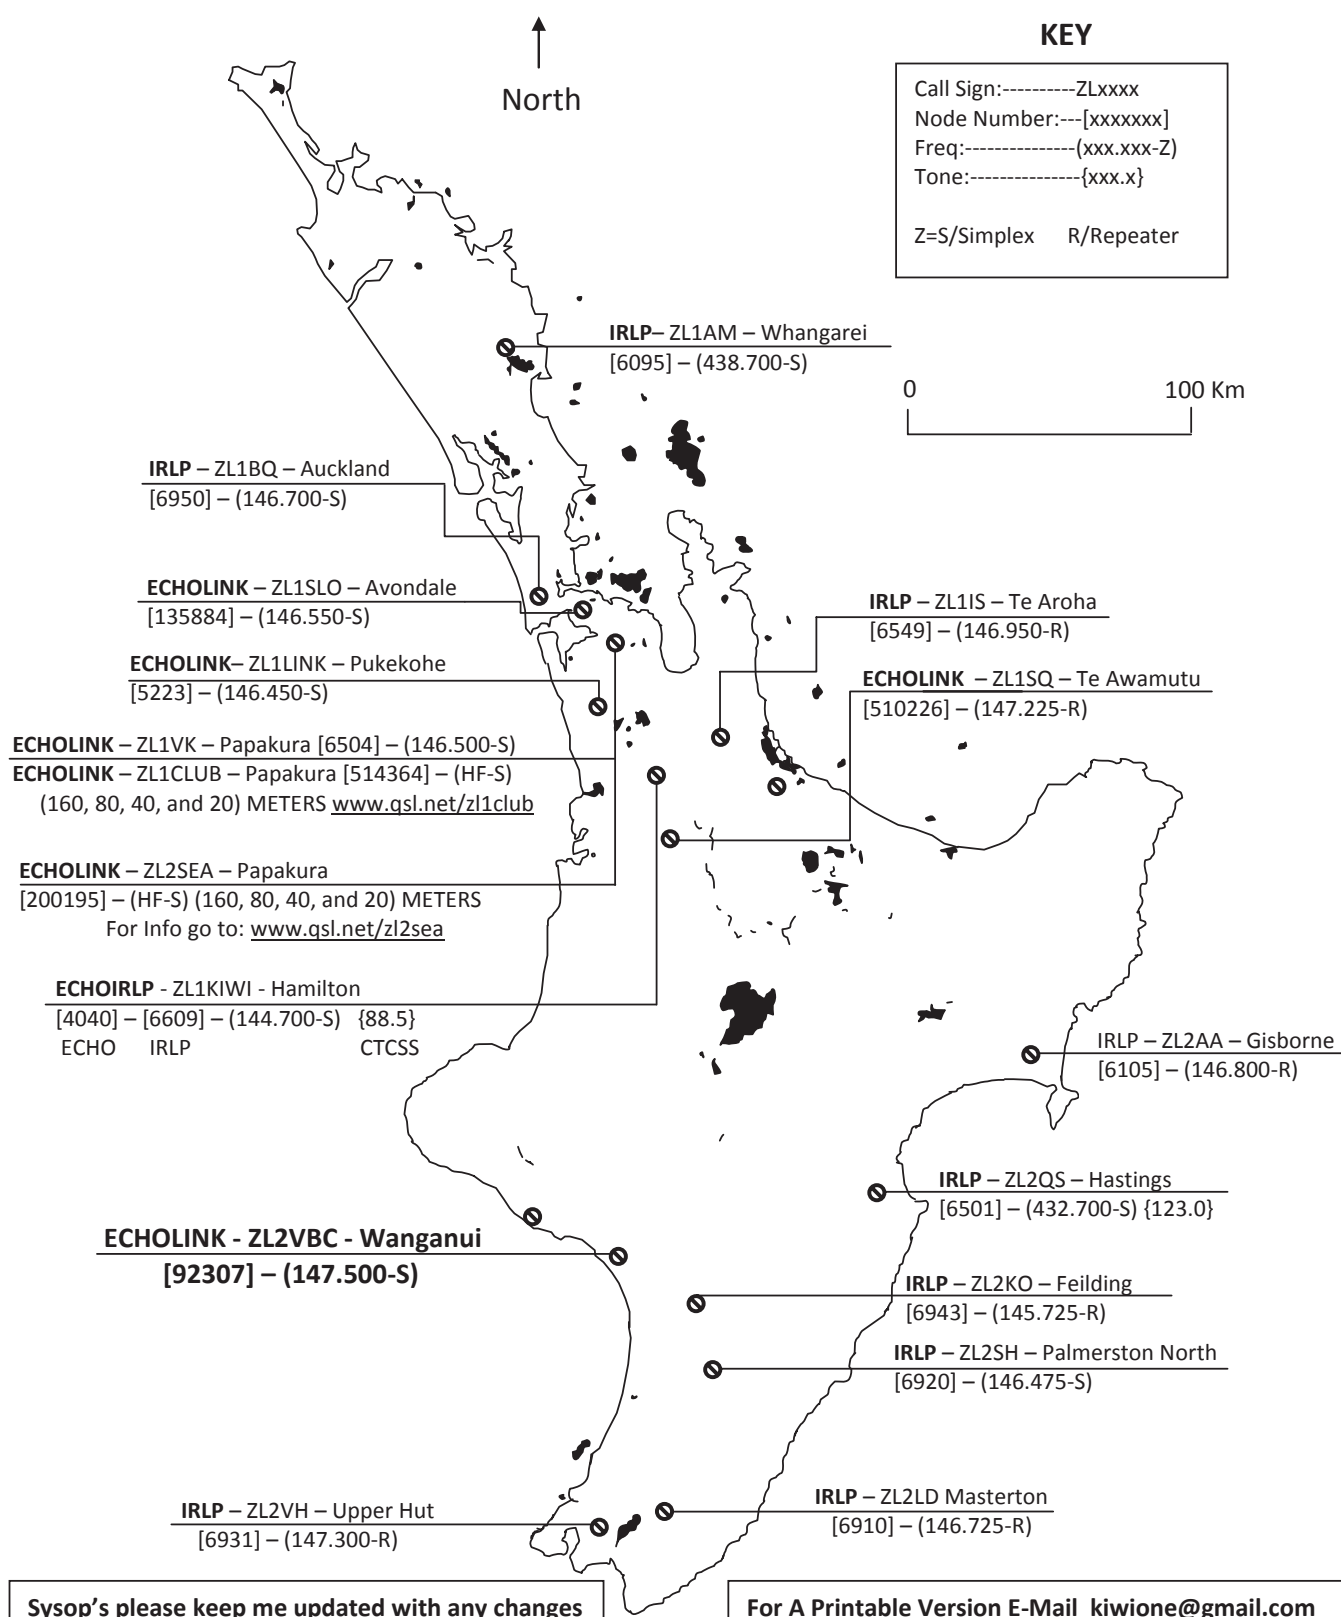 North
KEY
Call Sign:----------ZLxxxx
Node Number:---[xxxxxxx]
Freq:---------------(xxx.xxx-Z)
Tone:---------------{xxx.x}
Z=S/Simplex R/Repeater
IRLP– ZL1AM – Whangarei
[6095] – (438.700-S)
0 100 Km
IRLP – ZL1BQ – Auckland
[6950] – (146.700-S)
ECHOLINK – ZL1SLO – Avondale
[135884] – (146.550-S)
IRLP – ZL1IS – Te Aroha
[6549] – (146.950-R)
ECHOLINK– ZL1LINK – Pukekohe
[5223] – (146.450-S)
ECHOLINK – ZL1SQ – Te Awamutu
[510226] – (147.225-R)
ECHOLINK – ZL1VK – Papakura [6504] – (146.500-S)
ECHOLINK – ZL1CLUB – Papakura [514364] – (HF-S)
(160, 80, 40, and 20) METERS www.qsl.net/zl1club
ECHOLINK – ZL2SEA – Papakura
[200195] – (HF-S) (160, 80, 40, and 20) METERS
For Info go to: www.qsl.net/zl2sea
ECHOIRLP - ZL1KIWI - Hamilton
[4040] – [6609] – (144.700-S) {88.5}
ECHO IRLP CTCSS
IRLP – ZL2AA – Gisborne
[6105] – (146.800-R)
IRLP – ZL2QS – Hastings
[6501] – (432.700-S) {123.0}
ECHOLINK - ZL2VBC - Wanganui
[92307] – (147.500-S)
IRLP – ZL2KO – Feilding
[6943] – (145.725-R)
IRLP – ZL2SH – Palmerston North
[6920] – (146.475-S)
IRLP – ZL2VH – Upper Hut
[6931] – (147.300-R)
IRLP – ZL2LD Masterton
[6910] – (146.725-R)
Sysop's please keep me updated with any changes
For A Printable Version E-Mail kiwione@gmail.com